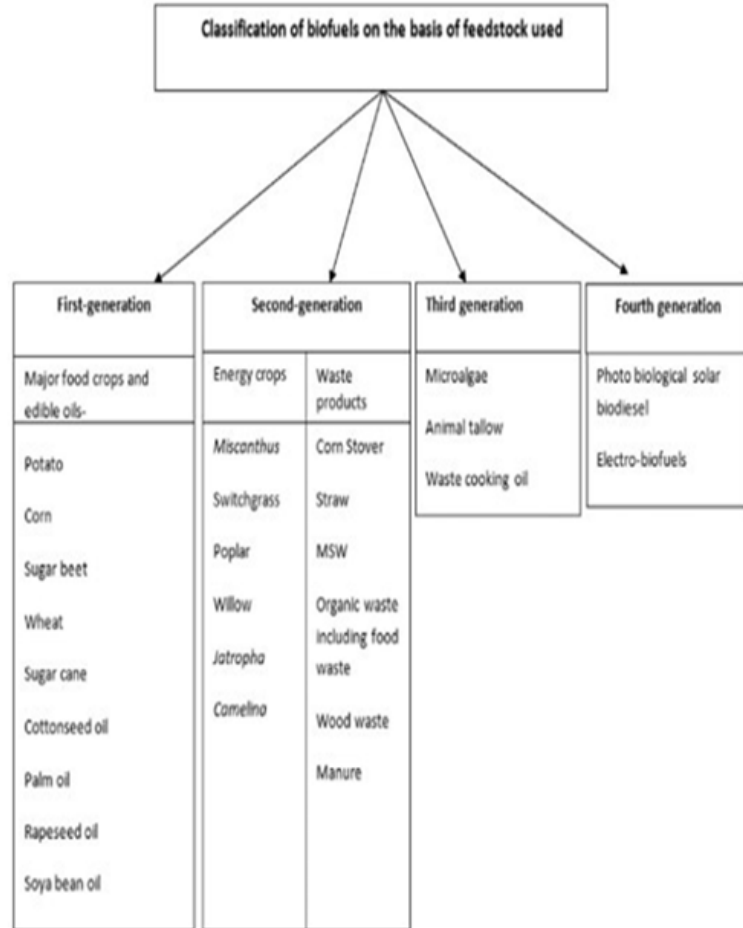 Classification of biofuels on the basis of feedstock used
First-generation
Major food crops and
edible oils-
Potato
Corn
Sugar beet
Wheat
Sugar cane
Cottonseed oil
Palm oil
Rapeseed oil
Soya bean oil
Second-generation
Energy crops
Miscanthus
Switchgrass
Poplar
Willow
Jatropha
Camelina
Waste
products
Corn Stover
Straw
MSW
Organic waste
including food
waste
Wood waste
Manure
Third generation
Microalgae
Animal tallow
Waste cooking oil
Fourth generation
Photo biological solar
biodiesel
Electro-biofuels